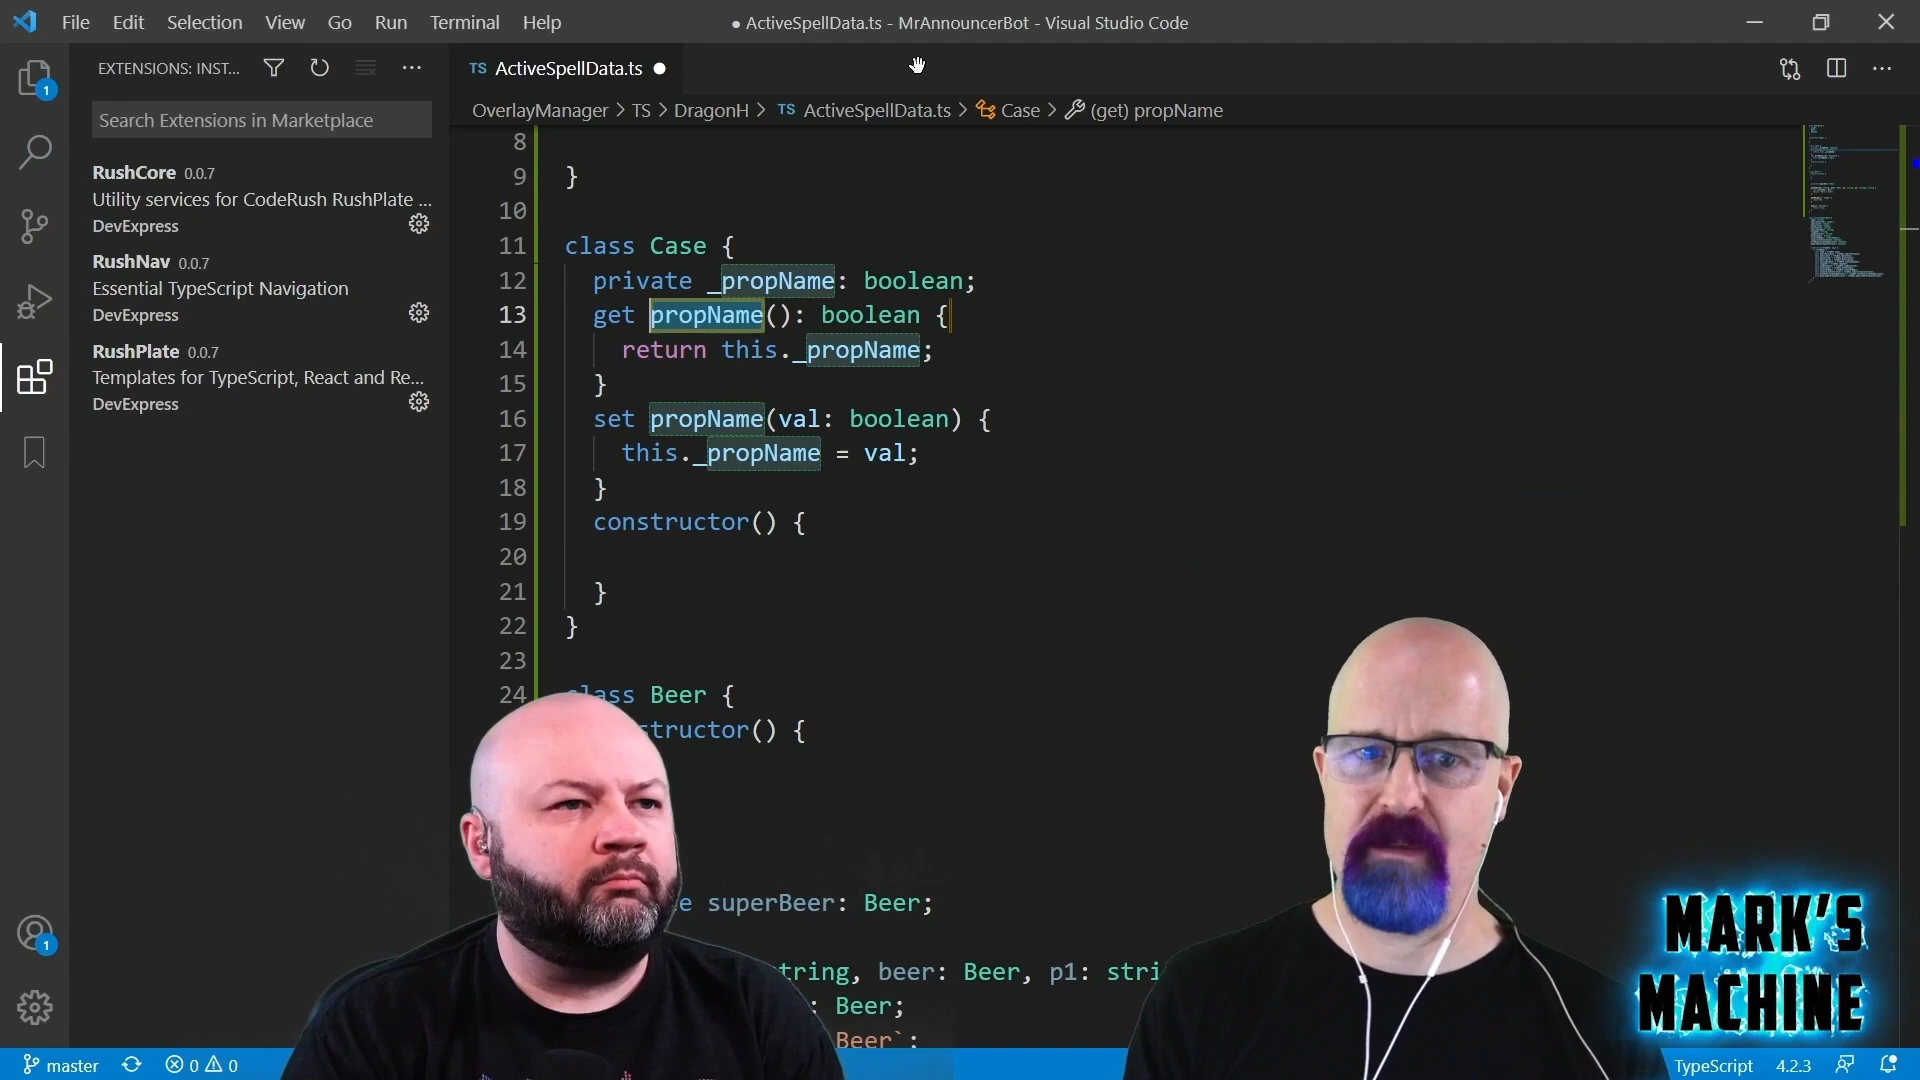 File Edit Selection View Go Run Terminal Help
● ActiveSpellData.ts - MrAnnouncerBot - Visual Studio Code
EXTENSIONS: INST...
TS ActiveSpellData.ts ●
OverlayManager > TS > DragonH > TS ActiveSpellData.ts > Case > (get) propName
Search Extensions in Marketplace
RushCore 0.0.7
Utility services for CodeRush RushPlate ...
DevExpress
RushNav 0.0.7
Essential TypeScript Navigation
DevExpress
RushPlate 0.0.7
Templates for TypeScript, React and Re...
DevExpress
1
1
8
9 }
10
11 class Case {
12 private _propName: boolean;
13 get propName(): boolean {
14 return this._propName;
15 }
16 set propName(val: boolean) {
17 this._propName = val;
18 }
19 constructor() {
20
21 }
22 }
23
24 class Beer {
structor() {
e superBeer: Beer;
tring, beer: Beer, p1: stri
: Beer;
Beer`;
MARK'S
MACHINE
master 0 0
TypeScript 4.2.3